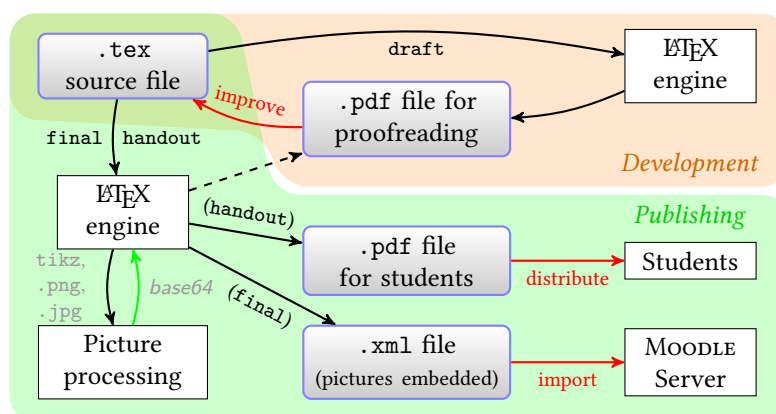 .tex
source file
draft
LATEX
engine
improve
.pdf file for
proofreading
final handout
Development
LATEX
engine
(handout)
Publishing
.pdf file
for students
distribute
Students
tikz,
.png,
.jpg
base64
(final)
Picture
processing
.xml file
(pictures embedded)
import
MOODLE
Server